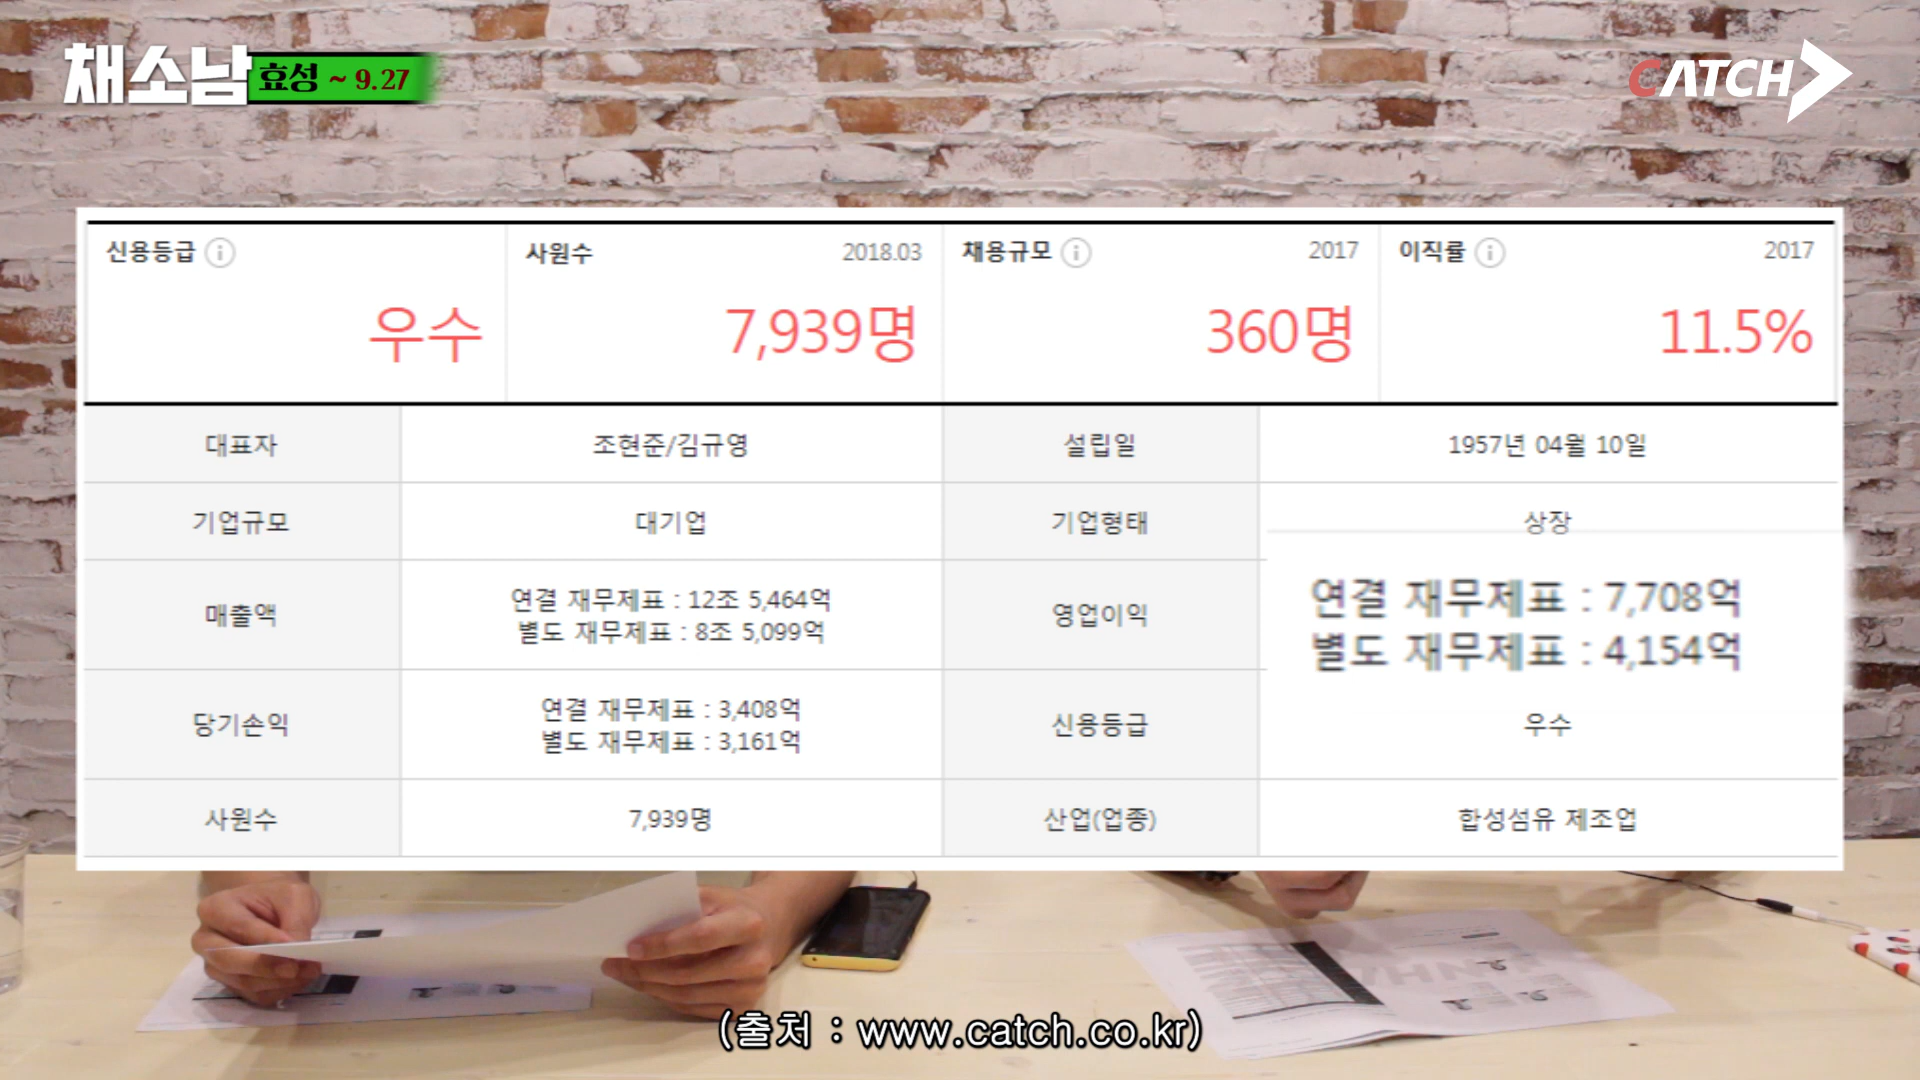 채소남 효성 ~ 9.27
CATCH
신용등급
우수
사원수 2018.03
7,939명
채용규모 2017
360명
이직률 2017
11.5%
대표자 조현준/김규영 설립일 1957년 04월 10일
기업규모 대기업 기업형태 상장
매출액
연결 재무제표 : 12조 5,464억
별도 재무제표 : 8조 5,099억
영업이익
연결 재무제표 : 7,708억
별도 재무제표 : 4,154억
당기손익
연결 재무제표 : 3,408억
별도 재무제표 : 3,161억
신용등급 우수
사원수 7,939명 산업(업종) 합성섬유 제조업
(출처 : www.catch.co.kr)